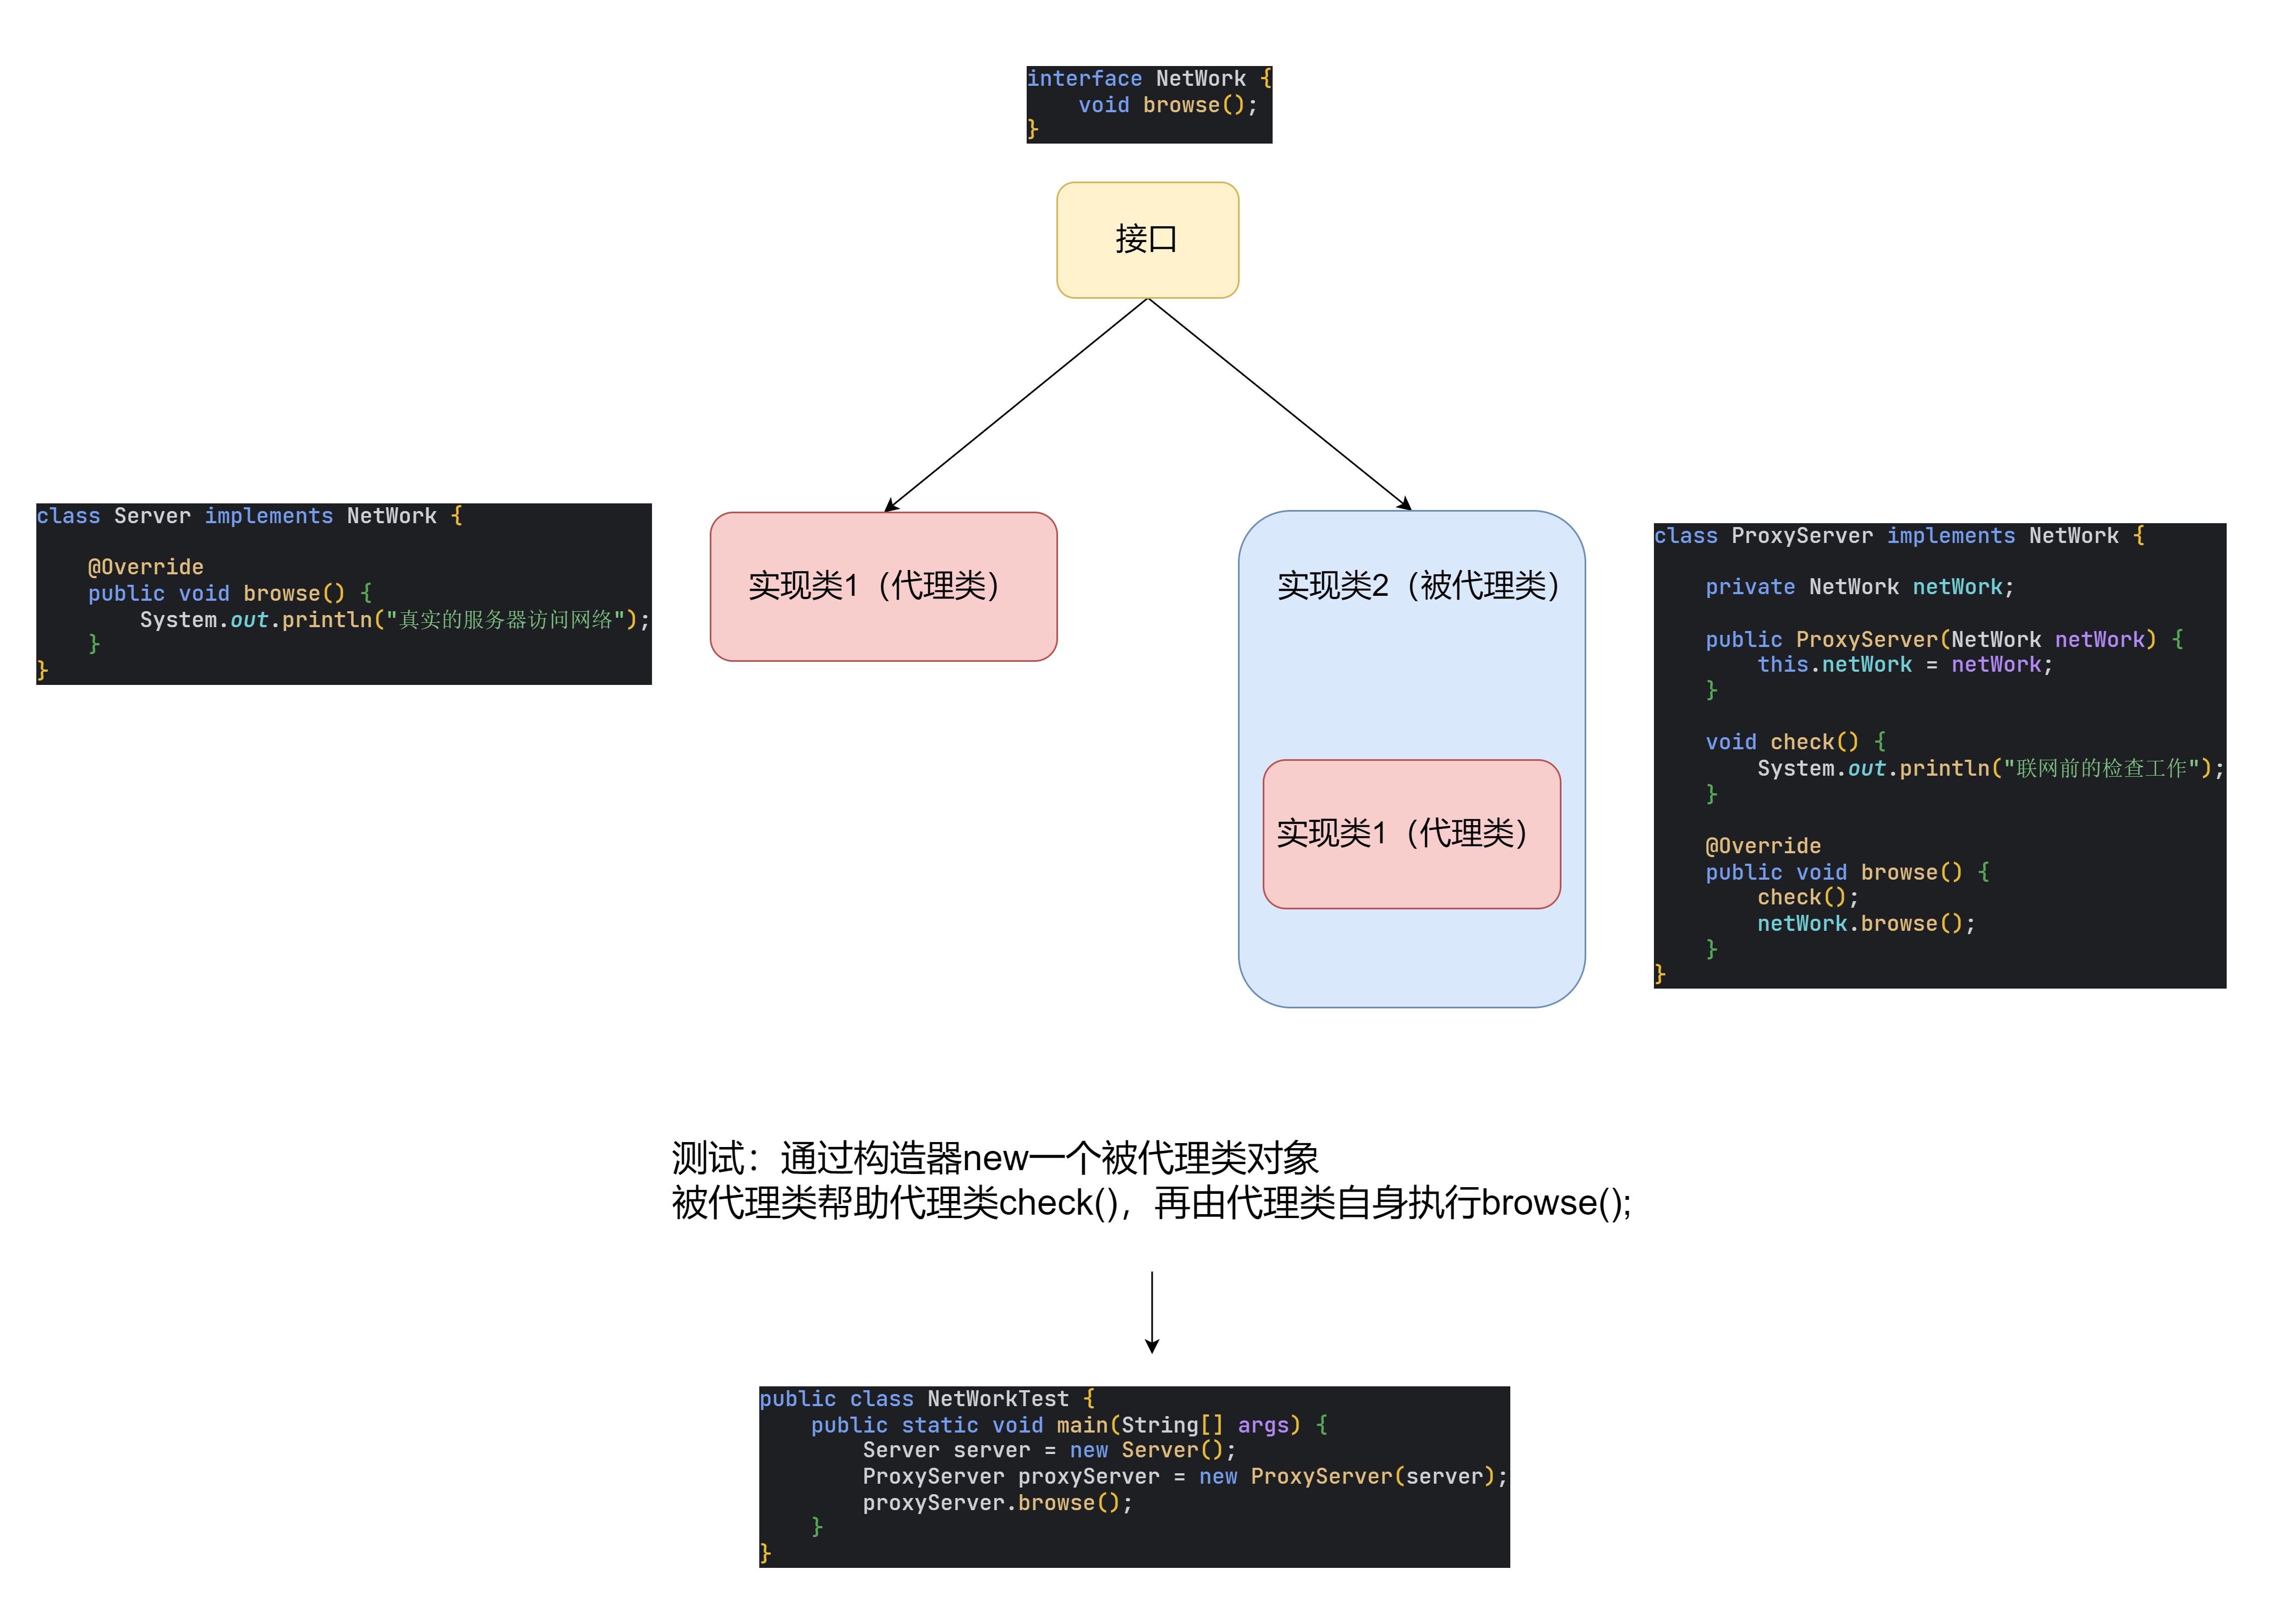 interface NetWork {
    void browse();
}
接口
class Server implements NetWork {
    @Override
    public void browse() {
        System.out.println("真实的服务器访问网络");
    }
}
实现类1（代理类）
实现类2（被代理类）
实现类1（代理类）
class ProxyServer implements NetWork {
    private NetWork netWork;
    public ProxyServer(NetWork netWork) {
        this.netWork = netWork;
    }
    void check() {
        System.out.println("联网前的检查工作");
    }
    @Override
    public void browse() {
        check();
        netWork.browse();
    }
}
测试：通过构造器new一个被代理类对象
被代理类帮助代理类check()，再由代理类自身执行browse();
public class NetWorkTest {
    public static void main(String[] args) {
        Server server = new Server();
        ProxyServer proxyServer = new ProxyServer(server);
        proxyServer.browse();
    }
}